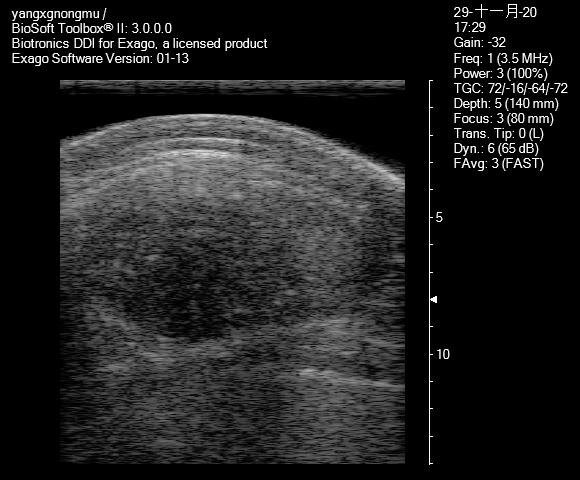 yangxgnongmu /
BioSoft Toolbox® II: 3.0.0.0
Biotronics DDI for Exago, a licensed product
Exago Software Version: 01-13
29-十一月-20
17:29
Gain: -32
Freq: 1 (3.5 MHz)
Power: 3 (100%)
TGC: 72/-16/-64/-72
Depth: 5 (140 mm)
Focus: 3 (80 mm)
Trans. Tip: 0 (L)
Dyn.: 6 (65 dB)
FAvg: 3 (FAST)
5
10